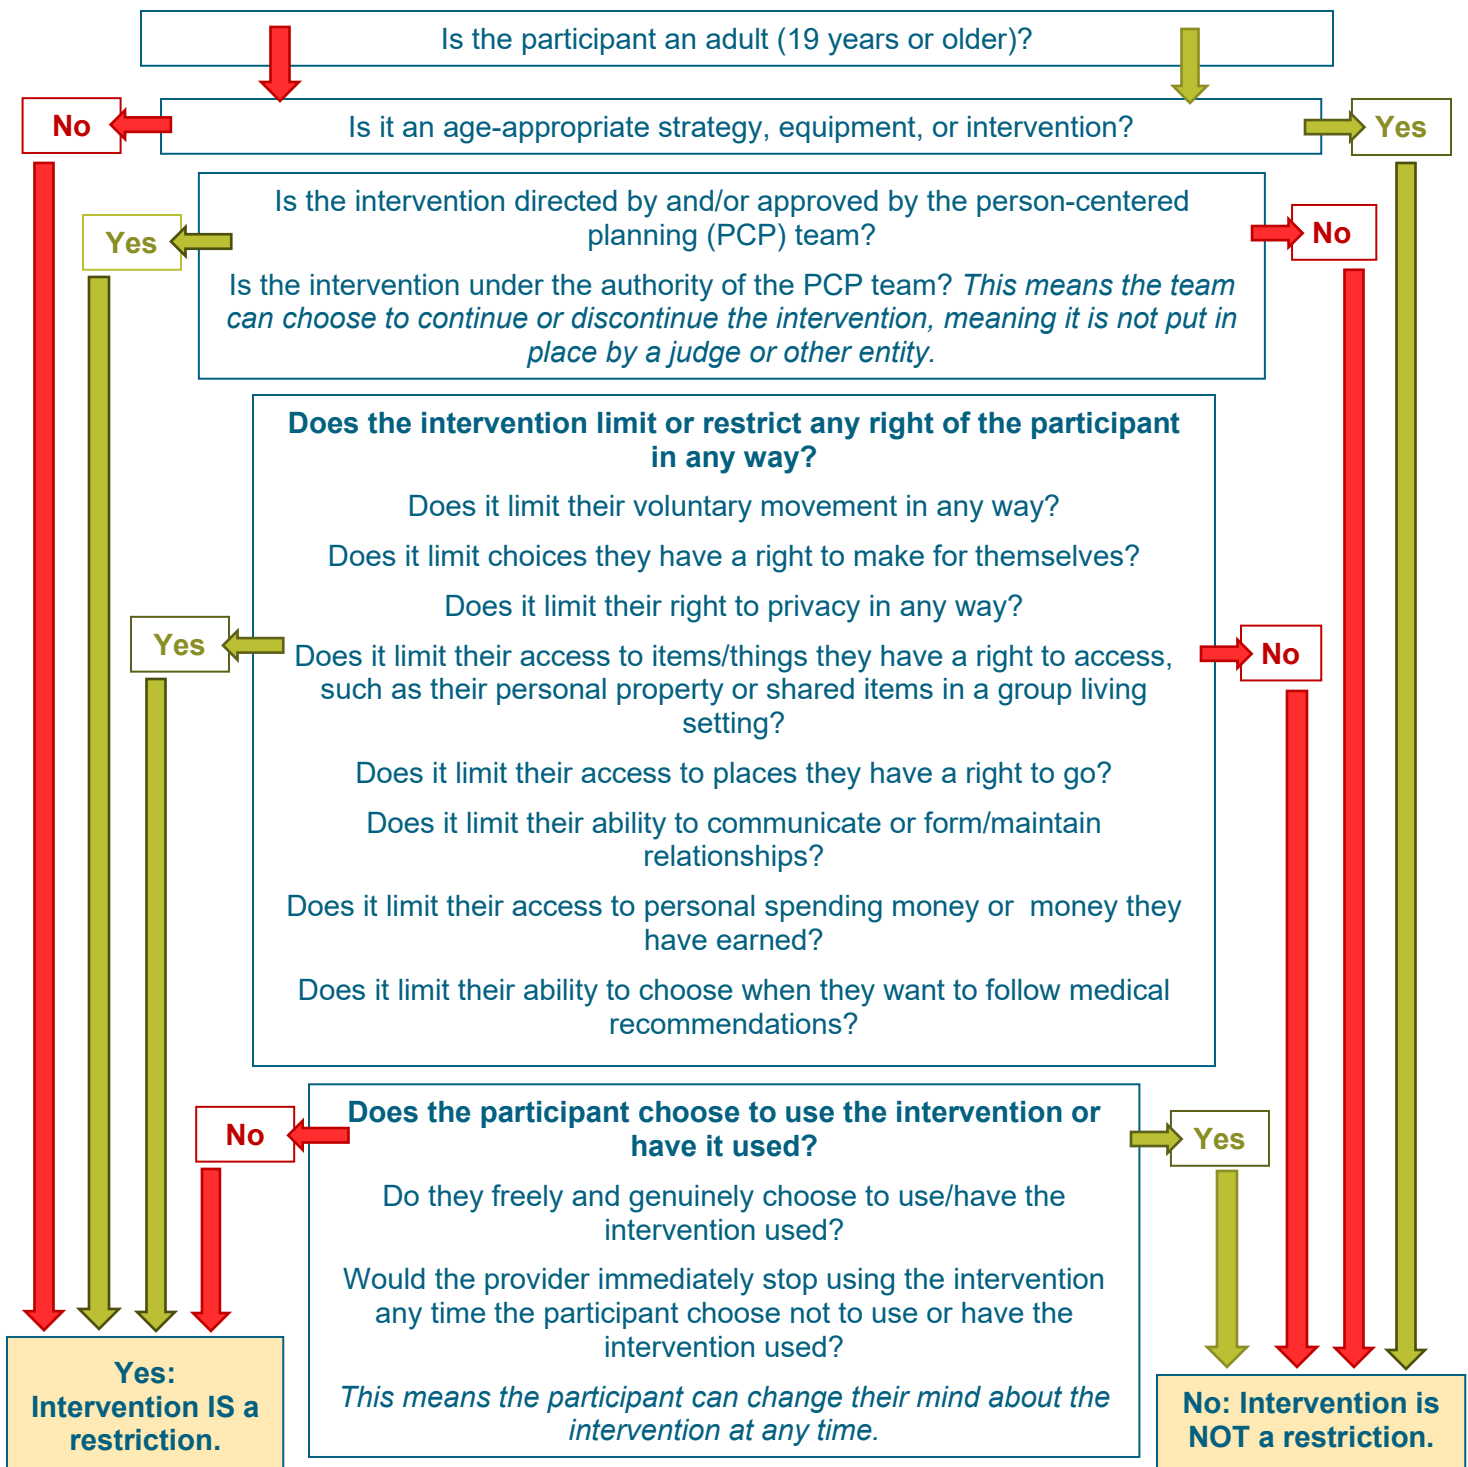 Is the participant an adult (19 years or older)?
No
Is it an age-appropriate strategy, equipment, or intervention?
Yes
Is the intervention directed by and/or approved by the person-centered
planning (PCP) team?
Yes
No
Is the intervention under the authority of the PCP team? This means the team
can choose to continue or discontinue the intervention, meaning it is not put in
place by a judge or other entity.
Does the intervention limit or restrict any right of the participant
in any way?
Does it limit their voluntary movement in any way?
Does it limit choices they have a right to make for themselves?
Does it limit their right to privacy in any way?
Yes
No
Does it limit their access to items/things they have a right to access,
such as their personal property or shared items in a group living
setting?
Does it limit their access to places they have a right to go?
Does it limit their ability to communicate or form/maintain
relationships?
Does it limit their access to personal spending money or money they
have earned?
Does it limit their ability to choose when they want to follow medical
recommendations?
No
Does the participant choose to use the intervention or
have it used?
Yes
Do they freely and genuinely choose to use/have the
intervention used?
Would the provider immediately stop using the intervention
any time the participant choose not to use or have the
intervention used?
This means the participant can change their mind about the
intervention at any time.
Yes:
Intervention IS a
restriction.
No: Intervention is
NOT a restriction.